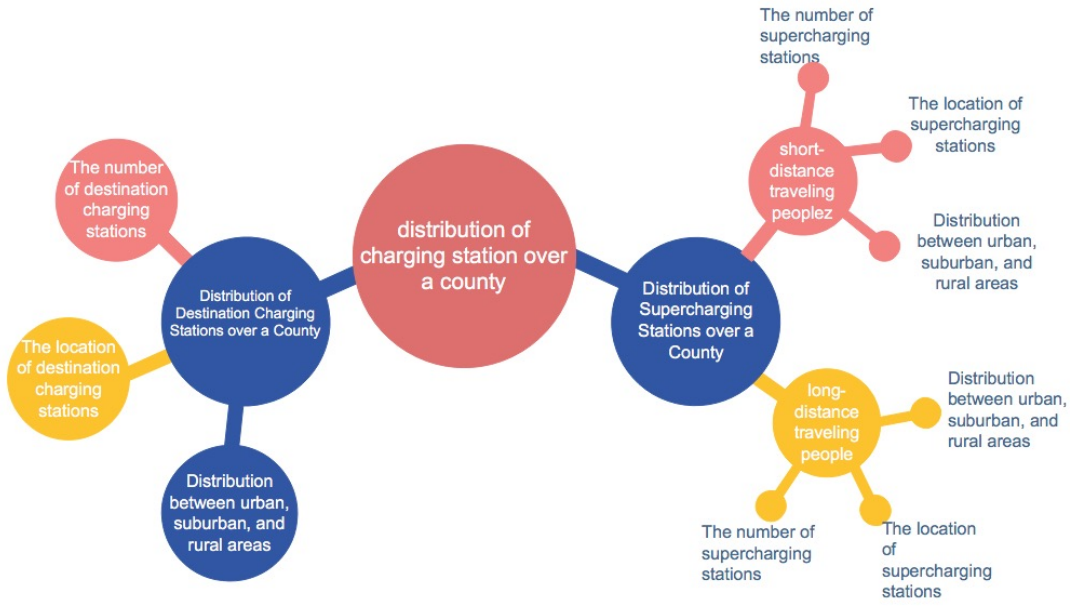 The number of
supercharging
stations
The location of
supercharging
stations
short-
distance
traveling
peoplez
Distribution
between urban,
suburban, and
rural areas
The number
of destination
charging
stations
distribution of
charging station over
a county
Distribution of
Destination Charging
Stations over a County
Distribution of
Supercharging
Stations over a
County
The location
of destination
charging
stations
Distribution
between urban,
suburban, and
rural areas
long-
distance
traveling
people
Distribution
between urban,
suburban, and
rural areas
The number of
supercharging
stations
The location
of
supercharging
stations